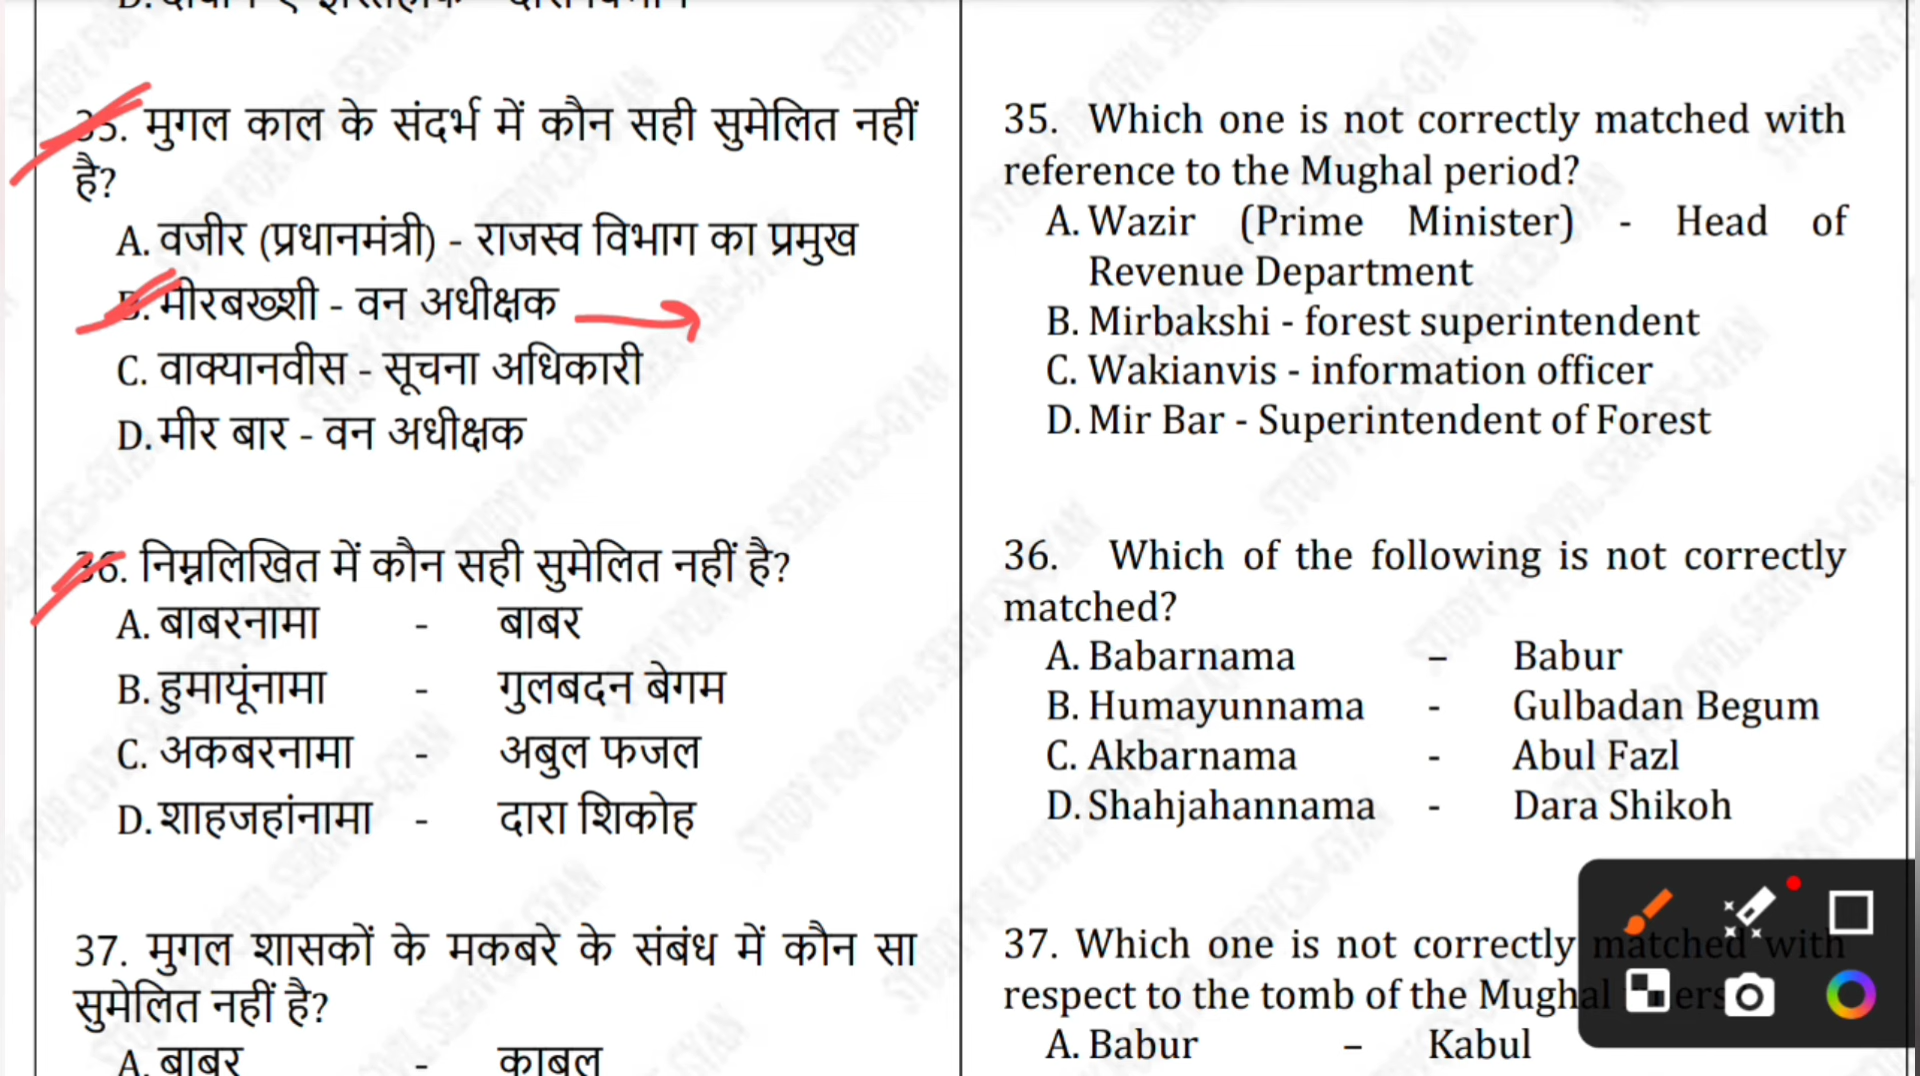 35. मुगल काल के संदर्भ में कौन सही सुमेलित नहीं
है?
A. वजीर (प्रधानमंत्री) - राजस्व विभाग का प्रमुख
B. मीरबख्शी - वन अधीक्षक
C. वाक्यानवीस - सूचना अधिकारी
D. मीर बार - वन अधीक्षक
36. निम्नलिखित में कौन सही सुमेलित नहीं है?
A. बाबरनामा - बाबर
B. हुमायूंनामा - गुलबदन बेगम
C. अकबरनामा - अबुल फजल
D. शाहजहांनामा - दारा शिकोह
37. मुगल शासकों के मकबरे के संबंध में कौन सा
सुमेलित नहीं है?
A. बाबर - काबुल
35. Which one is not correctly matched with
reference to the Mughal period?
A. Wazir (Prime Minister) - Head of
Revenue Department
B. Mirbakshi - forest superintendent
C. Wakianvis - information officer
D. Mir Bar - Superintendent of Forest
36. Which of the following is not correctly
matched?
A. Babarnama – Babur
B. Humayunnama - Gulbadan Begum
C. Akbarnama - Abul Fazl
D. Shahjahannama - Dara Shikoh
37. Which one is not correctly matched with
respect to the tomb of the Mughal
A. Babur – Kabul